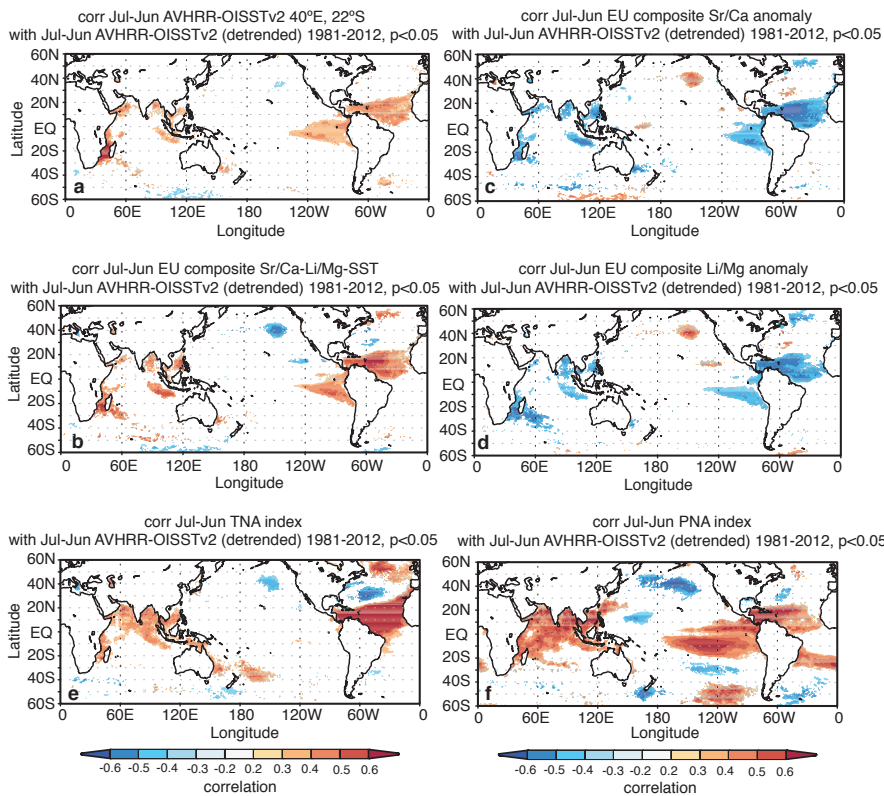 corr Jul-Jun AVHRR-OISSTv2 40ºE, 22ºS
with Jul-Jun AVHRR-OISSTv2 (detrended) 1981-2012, p<0.05
60N
40N
20N
EQ
20S
40S
60S
Latitude
a
0 60E 120E 180 120W 60W 0
Longitude
corr Jul-Jun EU composite Sr/Ca anomaly
with Jul-Jun AVHRR-OISSTv2 (detrended) 1981-2012, p<0.05
60N
40N
20N
EQ
20S
40S
60S
c
0 60E 120E 180 120W 60W 0
Longitude
corr Jul-Jun EU composite Sr/Ca-Li/Mg-SST
with Jul-Jun AVHRR-OISSTv2 (detrended) 1981-2012, p<0.05
60N
40N
20N
EQ
20S
40S
60S
Latitude
b
0 60E 120E 180 120W 60W 0
Longitude
corr Jul-Jun EU composite Li/Mg anomaly
with Jul-Jun AVHRR-OISSTv2 (detrended) 1981-2012, p<0.05
60N
40N
20N
EQ
20S
40S
60S
d
0 60E 120E 180 120W 60W 0
Longitude
corr Jul-Jun TNA index
with Jul-Jun AVHRR-OISSTv2 (detrended) 1981-2012, p<0.05
60N
40N
20N
EQ
20S
40S
60S
Latitude
e
0 60E 120E 180 120W 60W 0
Longitude
-0.6 -0.5 -0.4 -0.3 -0.2 0.2 0.3 0.4 0.5 0.6
correlation
corr Jul-Jun PNA index
with Jul-Jun AVHRR-OISSTv2 (detrended) 1981-2012, p<0.05
60N
40N
20N
EQ
20S
40S
60S
f
0 60E 120E 180 120W 60W 0
Longitude
-0.6 -0.5 -0.4 -0.3 -0.2 0.2 0.3 0.4 0.5 0.6
correlation